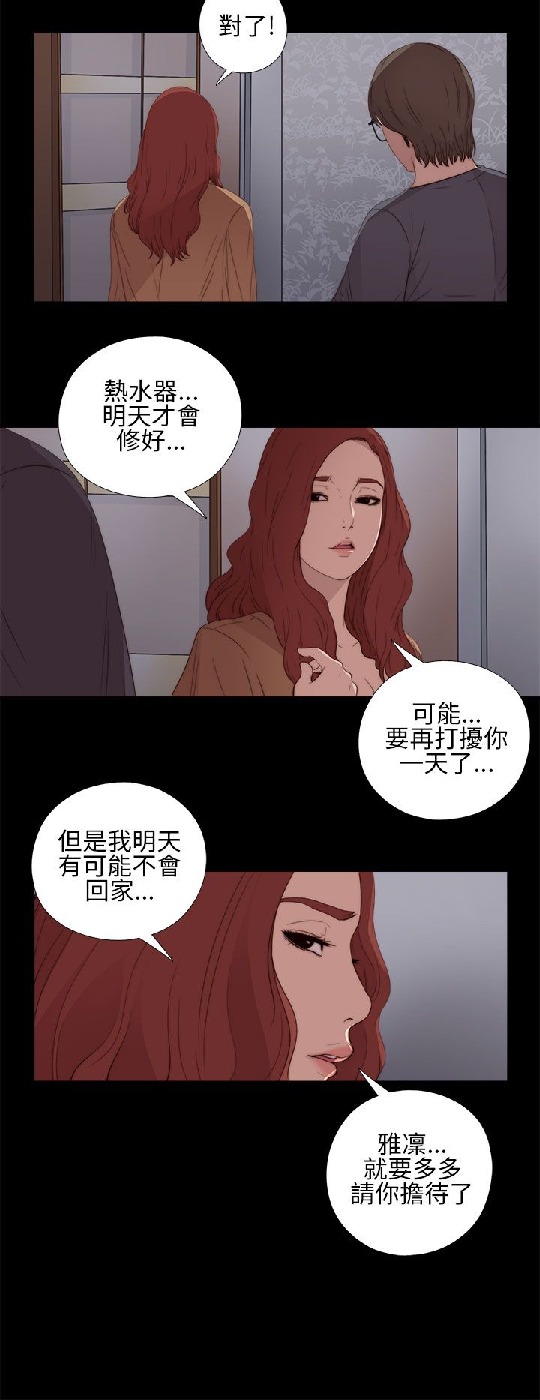 對了!
熱水器...
明天才會
修好...
可能...
要再打擾你
一天了...
但是我明天
有可能不會
回家...
雅凜...
就要多多
請你擔待了